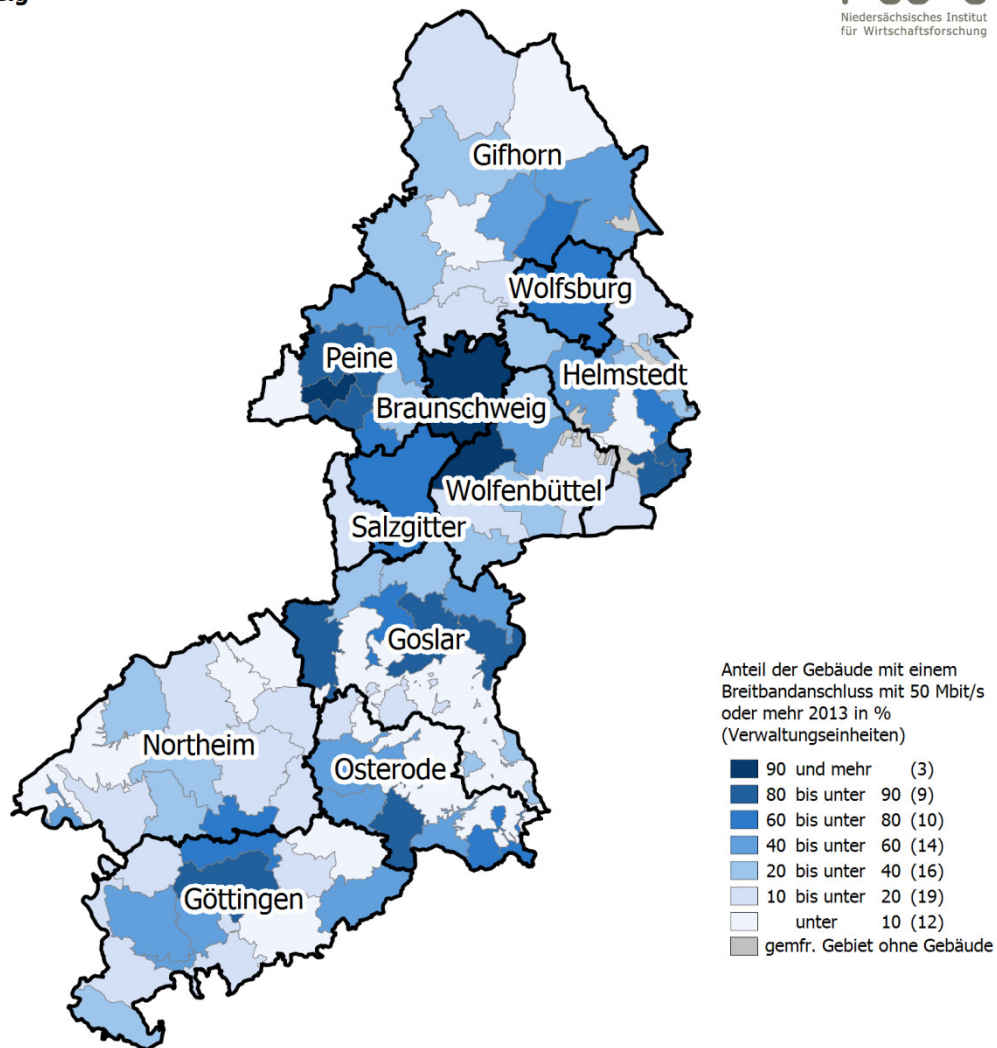 Niedersächsisches Institut
für Wirtschaftsforschung
Gifhorn
Wolfsburg
Peine
Helmstedt
Braunschweig
Wolfenbüttel
Salzgitter
Goslar
Northeim
Osterode
Göttingen
Anteil der Gebäude mit einem
Breitbandanschluss mit 50 Mbit/s
oder mehr 2013 in %
(Verwaltungseinheiten)
90 und mehr (3)
80 bis unter 90 (9)
60 bis unter 80 (10)
40 bis unter 60 (14)
20 bis unter 40 (16)
10 bis unter 20 (19)
unter 10 (12)
gemfr. Gebiet ohne Gebäude